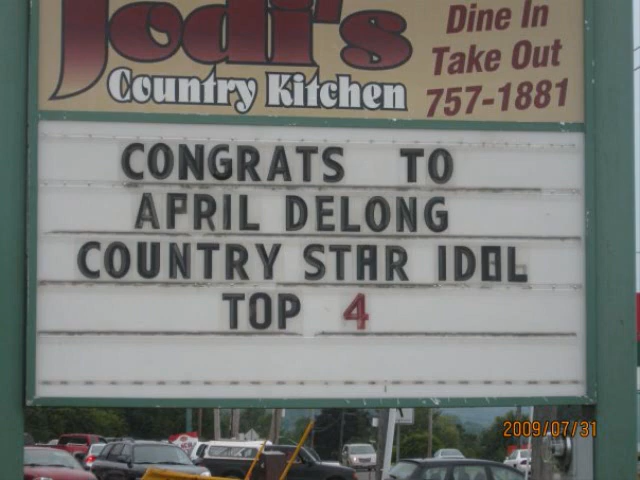 Jodi's
Country Kitchen
Dine In
Take Out
757-1881
CONGRATS TO
APRIL DELONG
COUNTRY STAR IDOL
TOP 4
2009/07/31